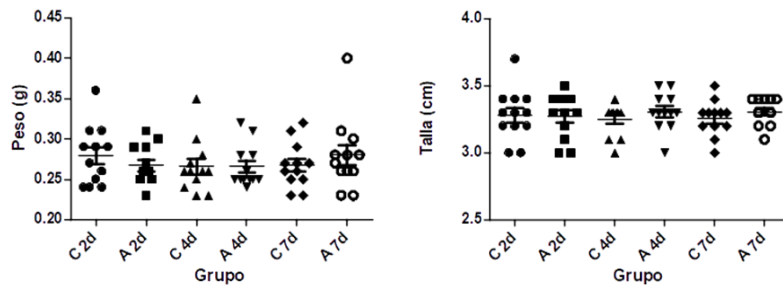 Peso (g)
0.45
0.40
0.35
0.30
0.25
0.20
C 2d
A 2d
C 4d
A 4d
C 7d
A 7d
Grupo
Talla (cm)
4.0
3.5
3.0
2.5
C 2d
A 2d
C 4d
A 4d
C 7d
A 7d
Grupo